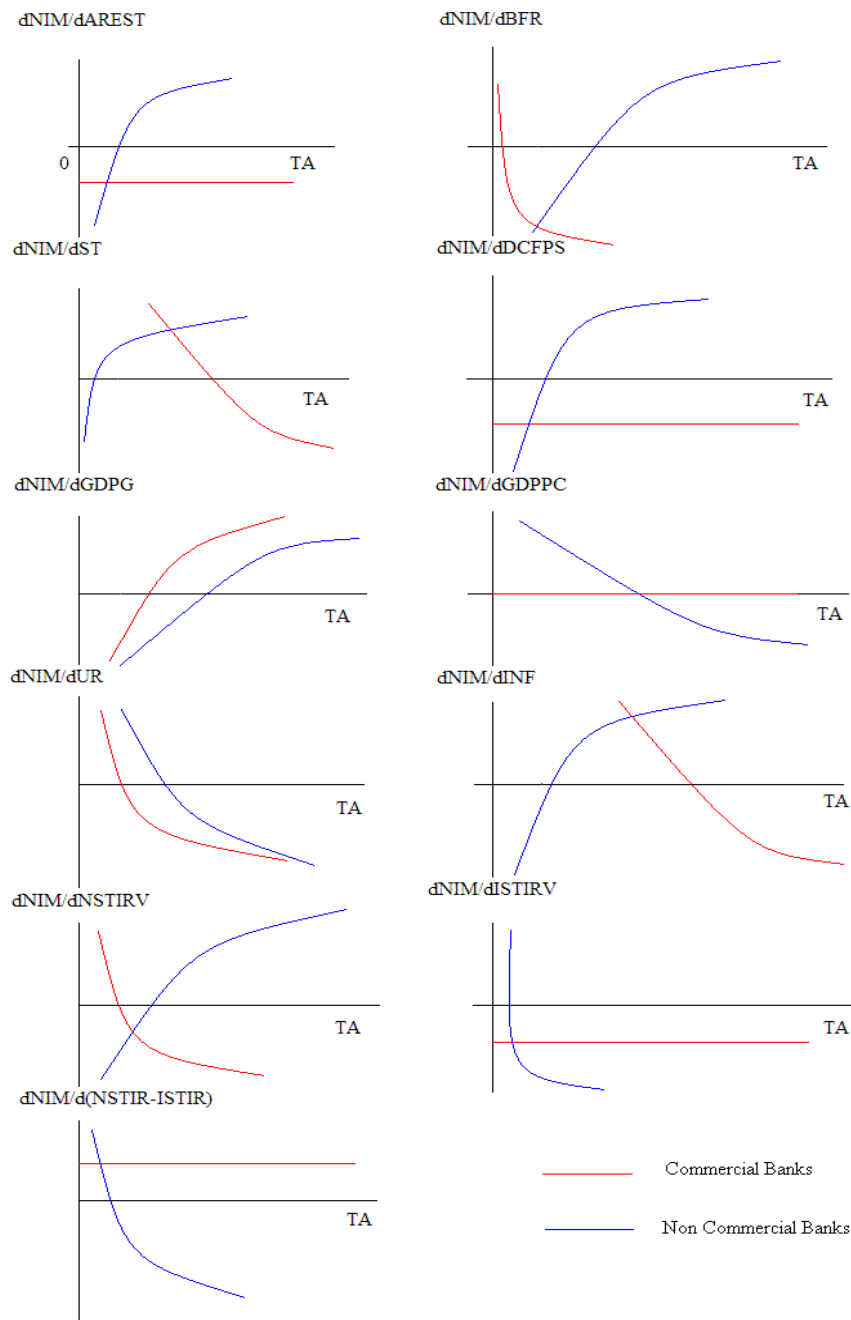 dNIM/dAREST
dNIM/dBFR
0
TA
TA
dNIM/dST
dNIM/dDCFPS
TA
TA
dNIM/dGDPG
dNIM/dGDPPC
TA
TA
dNIM/dUR
dNIM/dINF
TA
TA
dNIM/dNSTIRV
dNIM/dISTIRV
TA
TA
dNIM/d(NSTIR-ISTIR)
TA
Commercial Banks
Non Commercial Banks